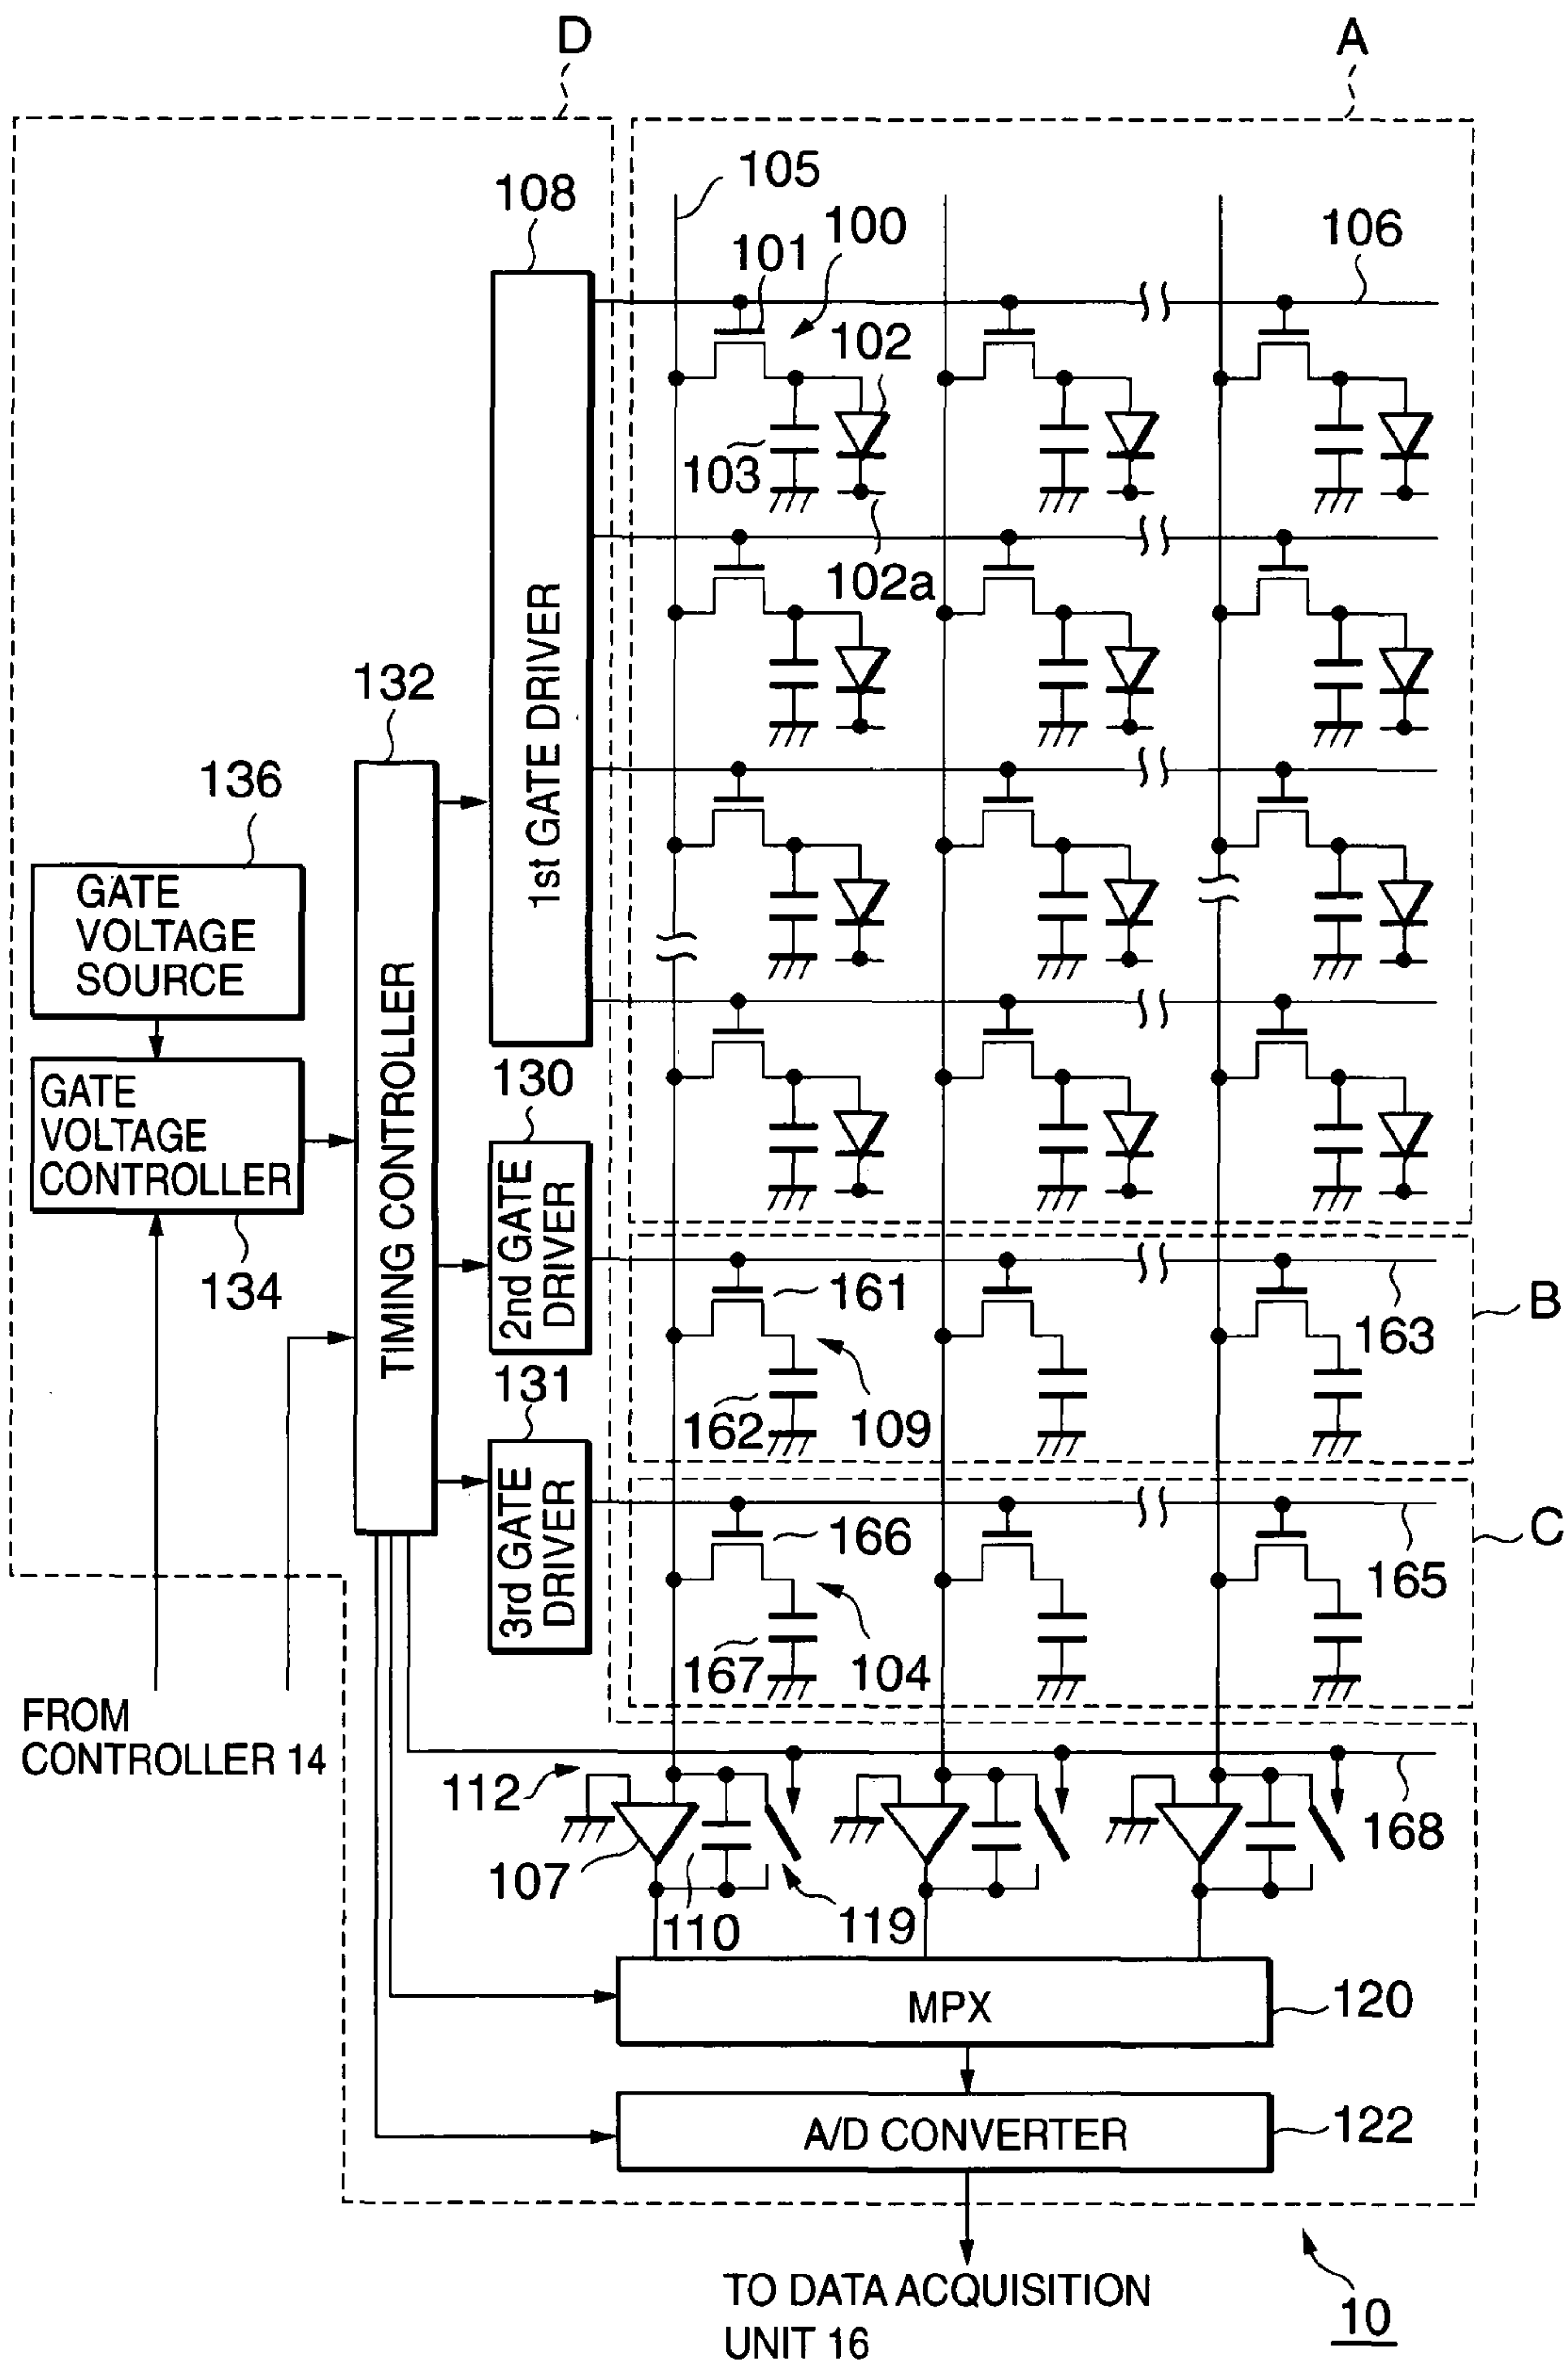 D
A
108
105
100
101
106
102
103
102a
1st GATE DRIVER
132
136
GATE
VOLTAGE
SOURCE
TIMING CONTROLLER
130
GATE
VOLTAGE
CONTROLLER
134
2nd GATE
DRIVER
161
163
B
162
109
131
3rd GATE
DRIVER
166
165
C
167
104
FROM
CONTROLLER 14
112
168
107
110
119
MPX
120
A/D CONVERTER
122
TO DATA ACQUISITION
UNIT 16
10